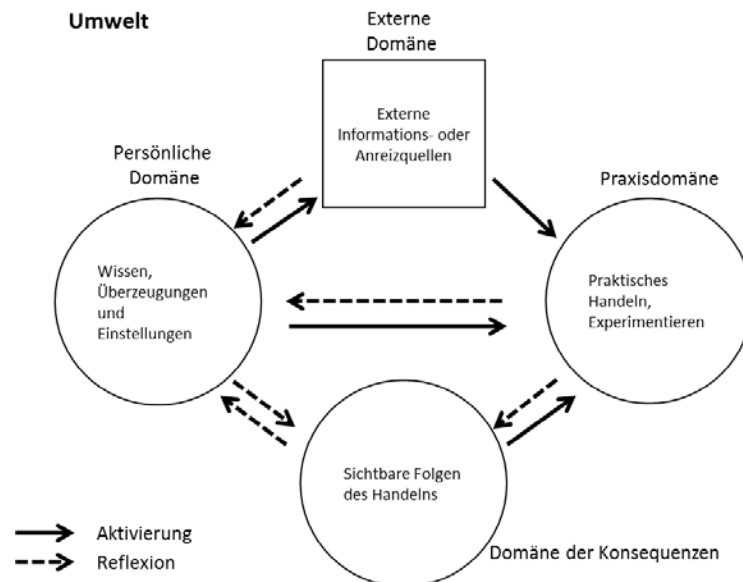 Umwelt
Externe
Domäne
Externe
Informations- oder
Anreizquellen
Persönliche
Domäne
Praxisdomäne
Wissen,
Überzeugungen
und
Einstellungen
Praktisches
Handeln,
Experimentieren
Sichtbare Folgen
des Handelns
Aktivierung
Reflexion
Domäne der Konsequenzen